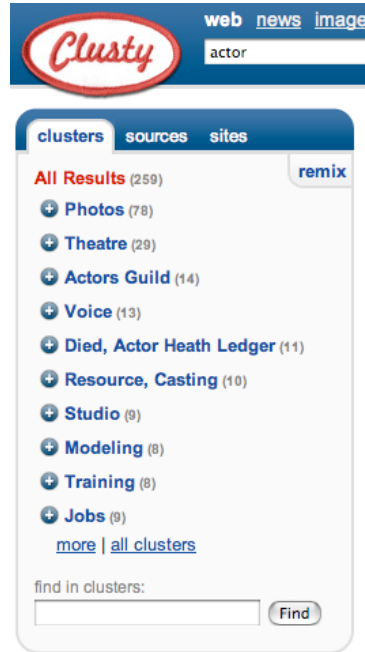 Clusty
web news image
actor
clusters sources sites
remix
All Results (259)
Photos (78)
Theatre (29)
Actors Guild (14)
Voice (13)
Died, Actor Heath Ledger (11)
Resource, Casting (10)
Studio (9)
Modeling (8)
Training (8)
Jobs (9)
more | all clusters
find in clusters:
Find